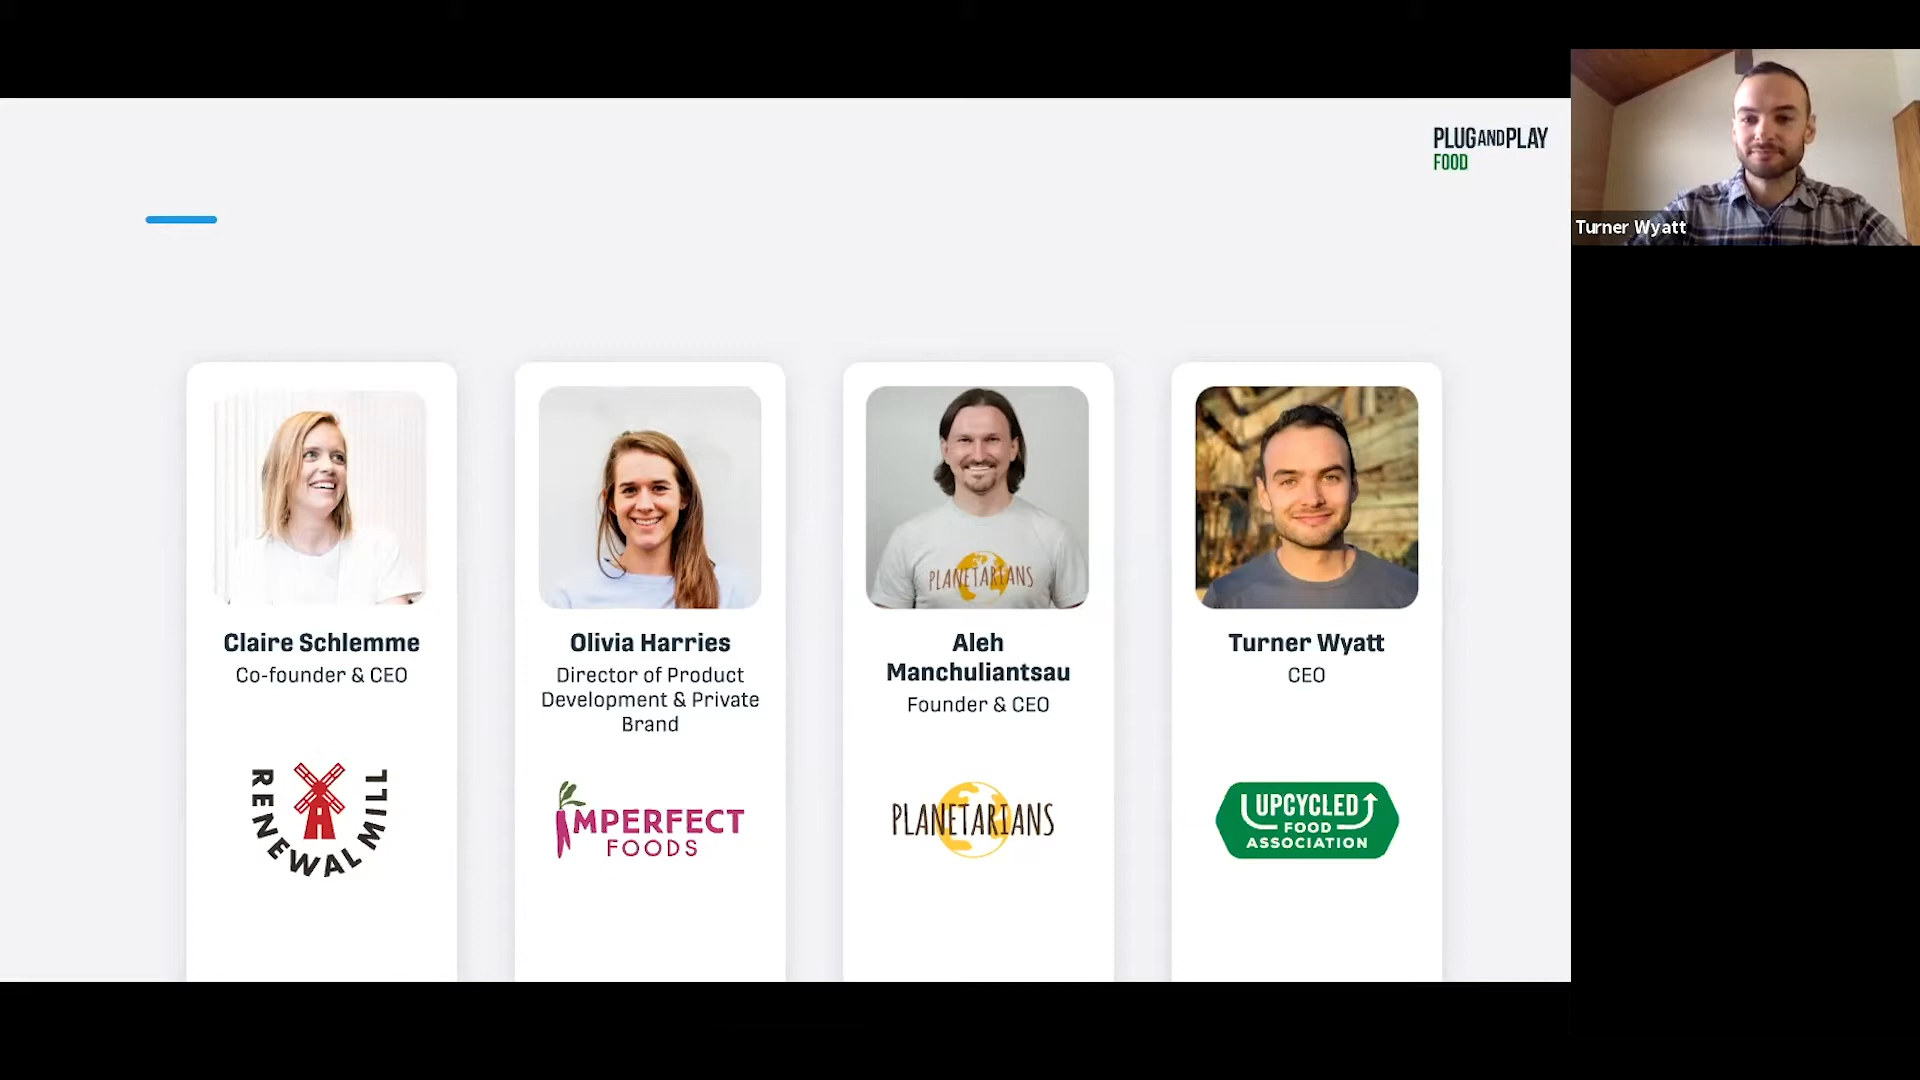 PLUGANDPLAY
FOOD
Turner Wyatt
PLANETARIANS
Claire Schlemme
Co-founder & CEO
RENEWAL MILL
Olivia Harries
Director of Product
Development & Private
Brand
IMPERFECT
FOODS
Aleh
Manchuliantsau
Founder & CEO
PLANETARIANS
Turner Wyatt
CEO
UPCYCLED
FOOD
ASSOCIATION